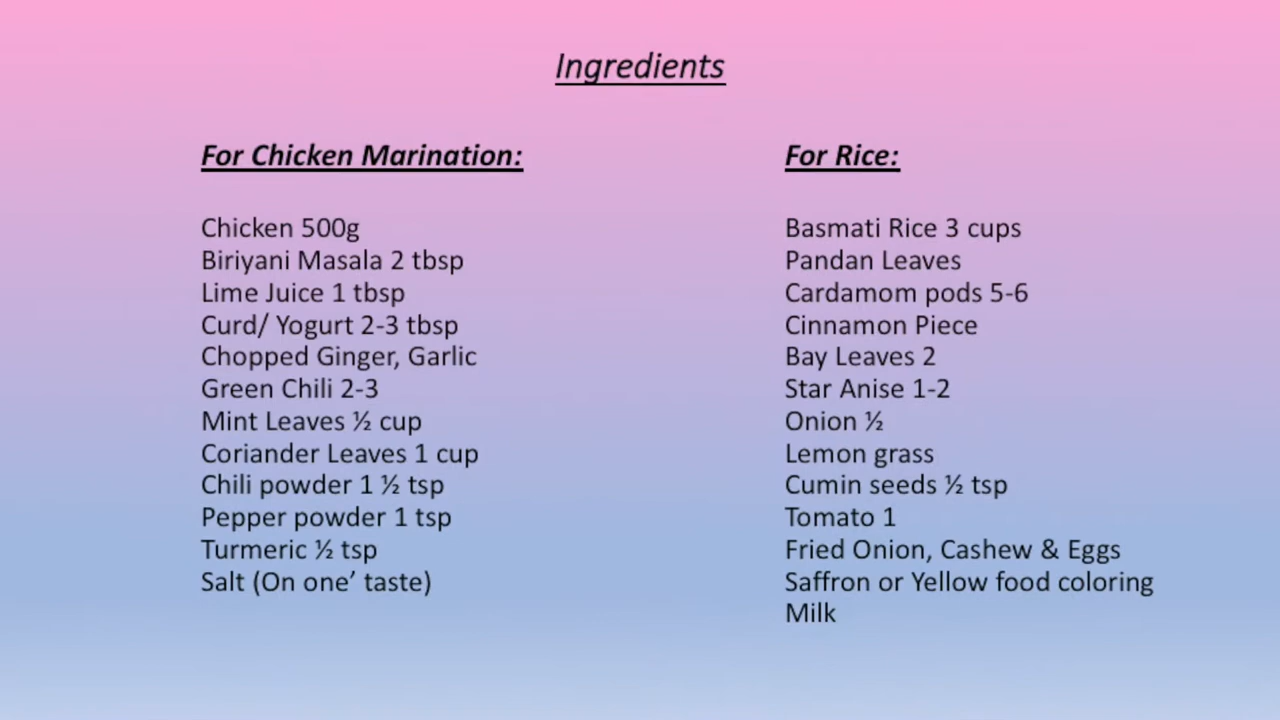 Ingredients
For Chicken Marination:
Chicken 500g
Biriyani Masala 2 tbsp
Lime Juice 1 tbsp
Curd/ Yogurt 2-3 tbsp
Chopped Ginger, Garlic
Green Chili 2-3
Mint Leaves ½ cup
Coriander Leaves 1 cup
Chili powder 1 ½ tsp
Pepper powder 1 tsp
Turmeric ½ tsp
Salt (On one’ taste)
For Rice:
Basmati Rice 3 cups
Pandan Leaves
Cardamom pods 5-6
Cinnamon Piece
Bay Leaves 2
Star Anise 1-2
Onion ½
Lemon grass
Cumin seeds ½ tsp
Tomato 1
Fried Onion, Cashew & Eggs
Saffron or Yellow food coloring
Milk